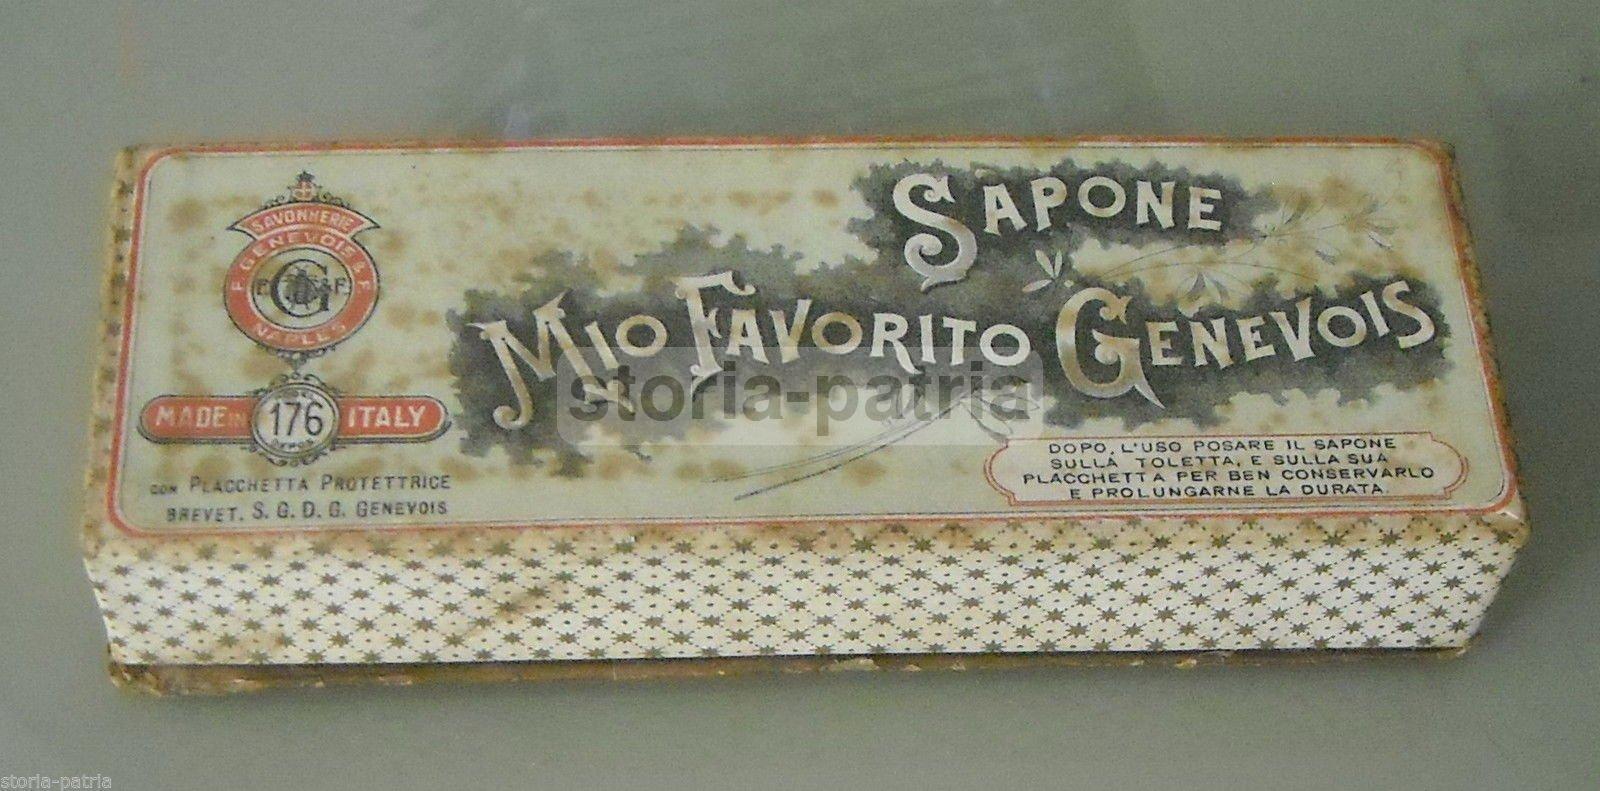 SAVONNERIE
F. GENEVOIS & F.
F. G & F.
NAPLES
MADE IN 176 ITALY
CON PLACCHETTA PROTETTRICE
BREVET. S. G. D. G. GENEVOIS
SAPONE
MIO FAVORITO GENEVOIS
storia-patria
DOPO, L'USO POSARE IL SAPONE
SULLA TOLETTA, E SULLA SUA
PLACCHETTA PER BEN CONSERVARLO
E PROLUNGARNE LA DURATA.
storia-patria